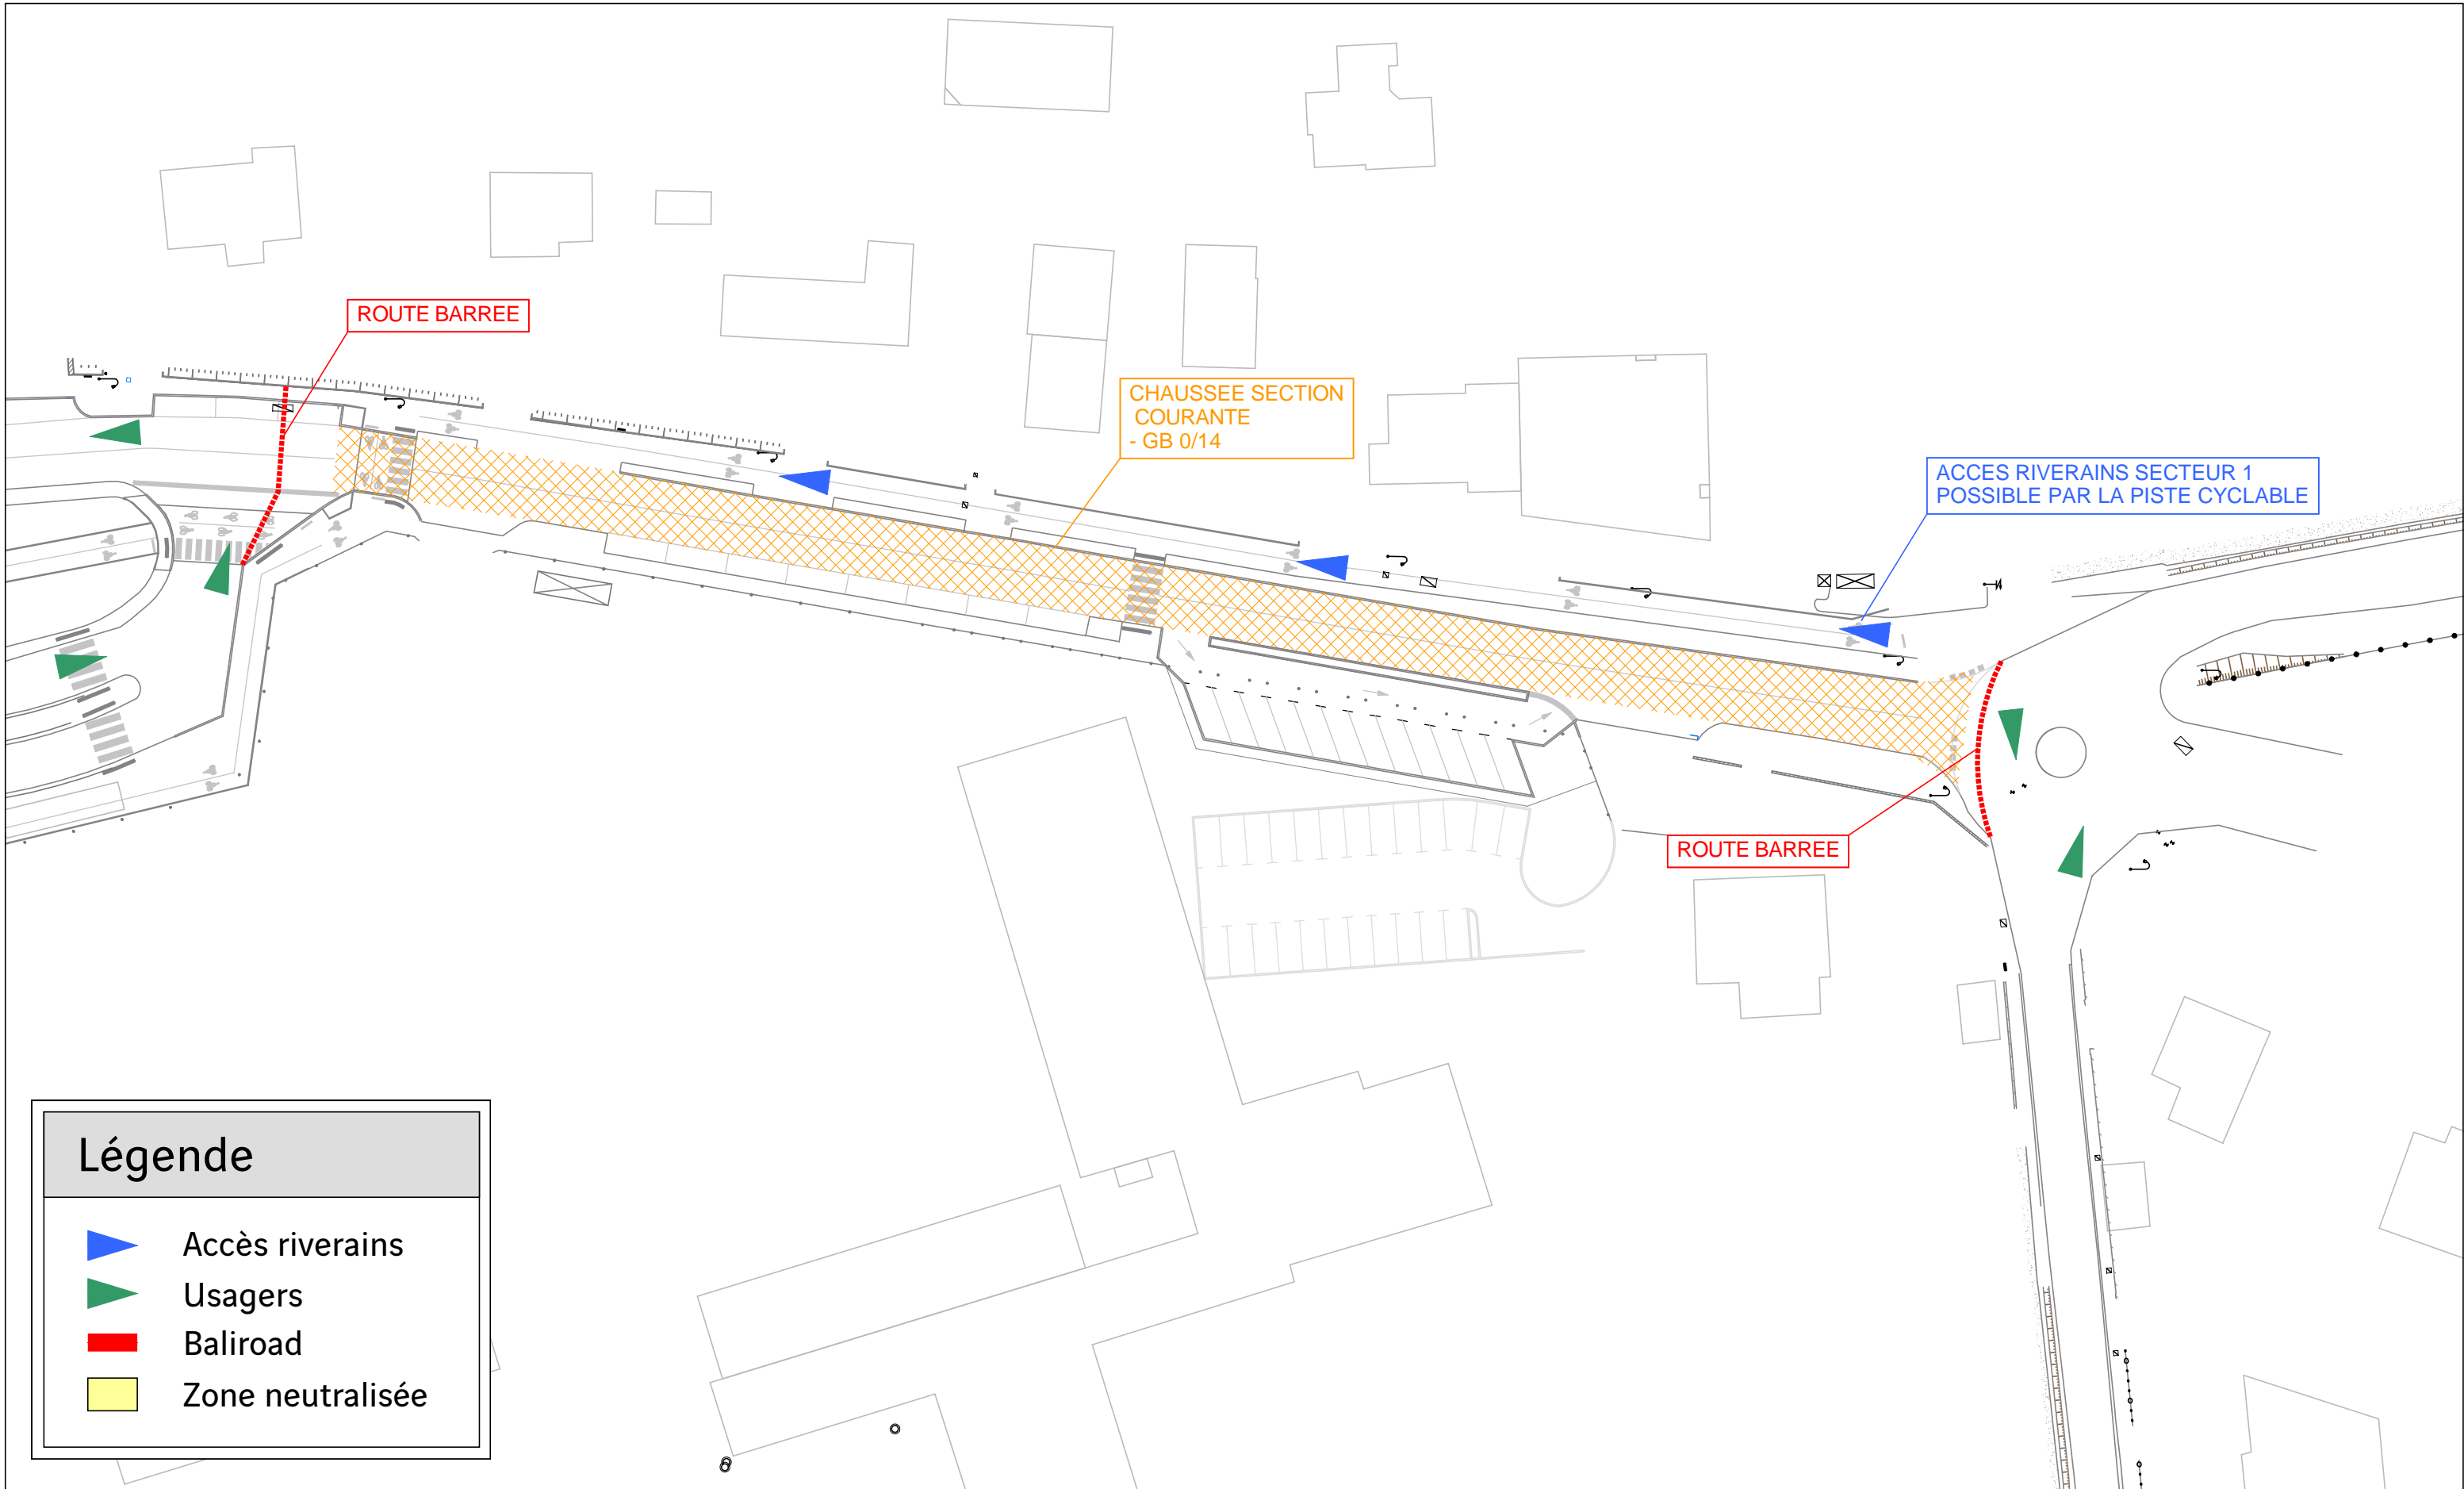 ROUTE BARREE
CHAUSSEE SECTION
COURANTE
- GB 0/14
ACCES RIVERAINS SECTEUR 1
POSSIBLE PAR LA PISTE CYCLABLE
ROUTE BARREE
Légende
Accès riverains
Usagers
Baliroad
Zone neutralisée